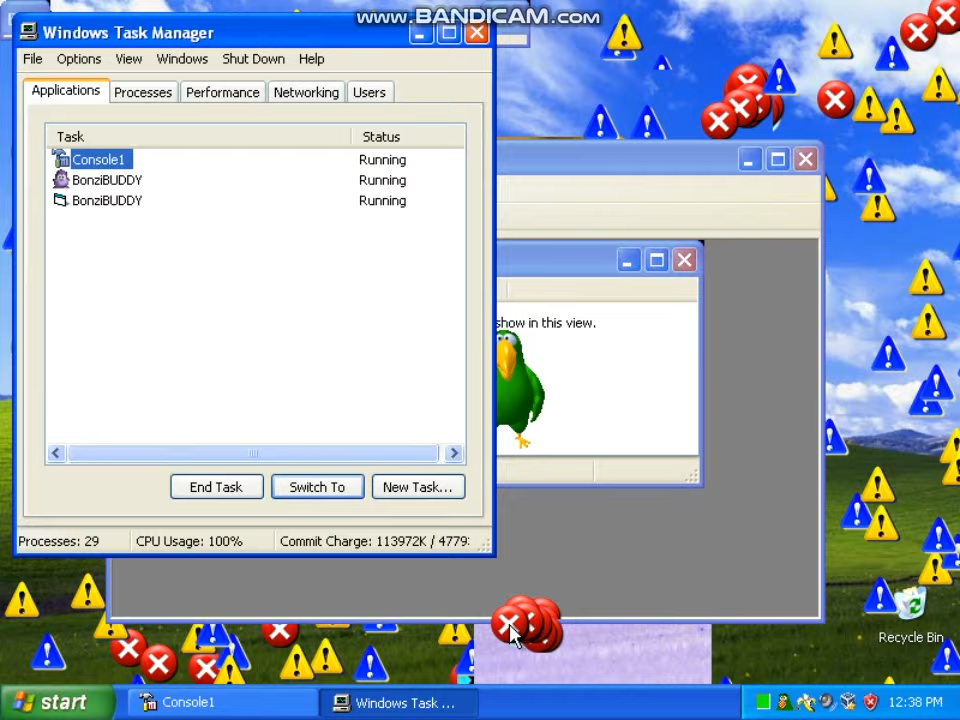 www.BANDICAM.com
Windows Task Manager
File Options View Windows Shut Down Help
Applications Processes Performance Networking Users
Task Status
Console1 Running
BonziBUDDY Running
BonziBUDDY Running
show in this view.
End Task Switch To New Task...
Processes: 29 CPU Usage: 100% Commit Charge: 113972K / 4779
Recycle Bin
start Console1 Windows Task ... 12:38 PM